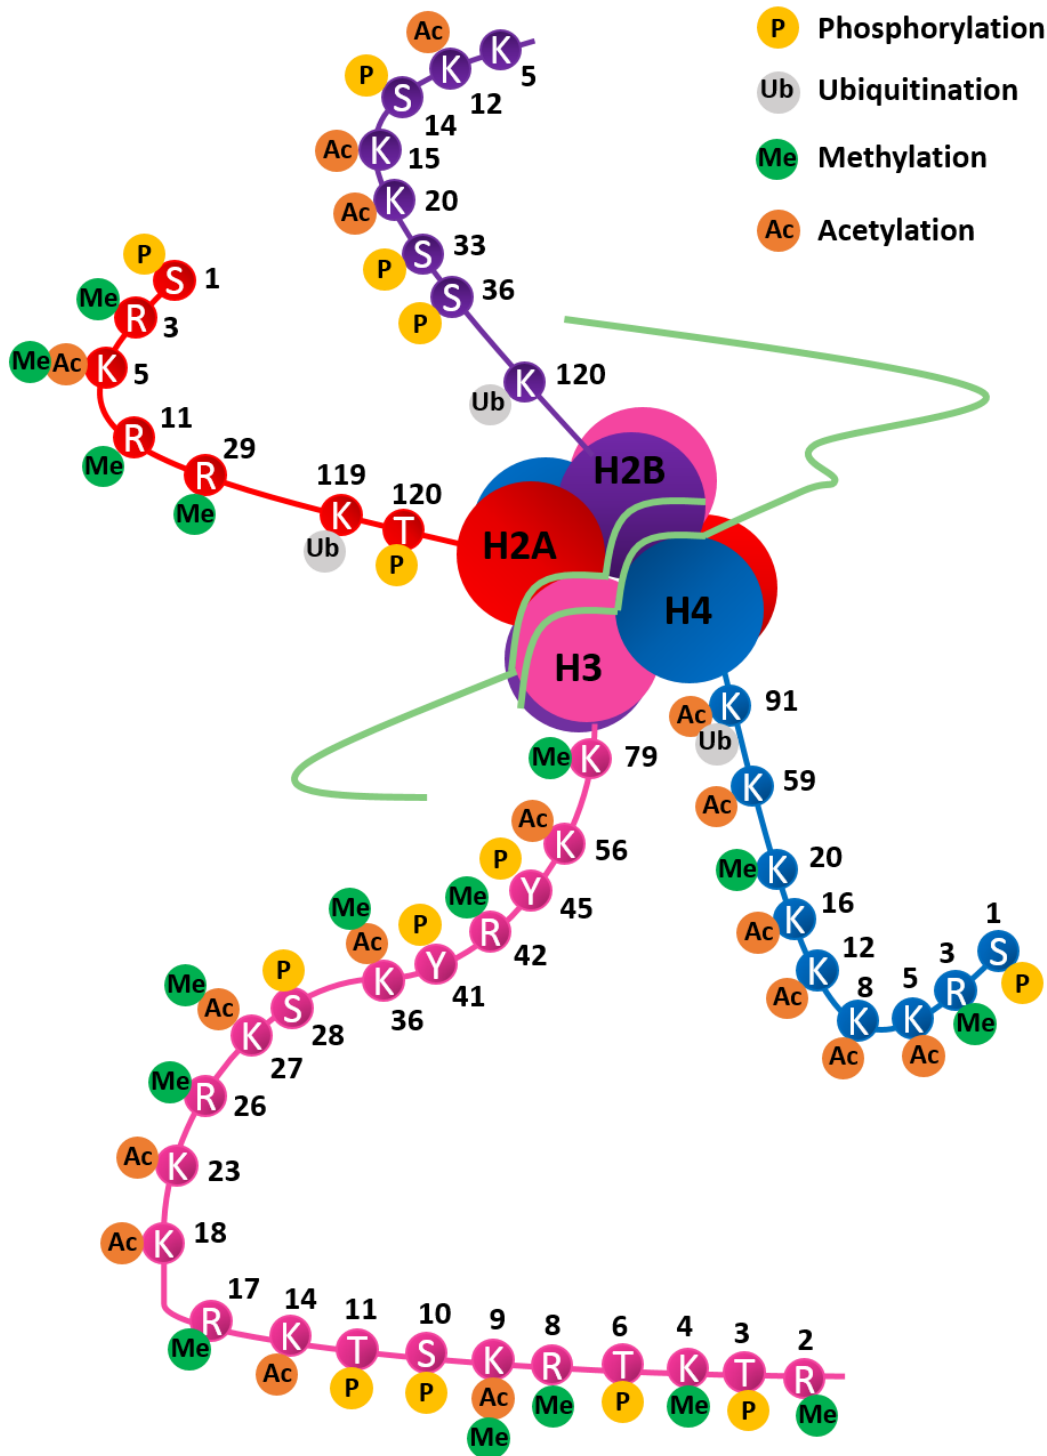 P Phosphorylation
Ub Ubiquitination
Me Methylation
Ac Acetylation
K 5
Ac K 12
P S 14
Ac K 15
Ac K 20
P S 33
P S 36
Ub K 120
P S 1
Me R 3
Me Ac K 5
Me R 11
Me R 29
K 119 Ub
T 120 P
H2B
H2A
H4
H3
Ac Ub K 91
Ac K 59
Me K 20
Ac K 16
Ac K 12
Ac K 8
Ac K 5
R 3 Me
S 1 P
Me K 79
Ac K 56
P Y 45
Me R 42
P Y 41
Me Ac K 36
P S 28
Me Ac K 27
Me R 26
Ac K 23
Ac K 18
R 17 Me
K 14 Ac
T 11 P
S 10 P
K 9 Ac Me
R 8 Me
T 6 P
K 4 Me
T 3 P
R 2 Me